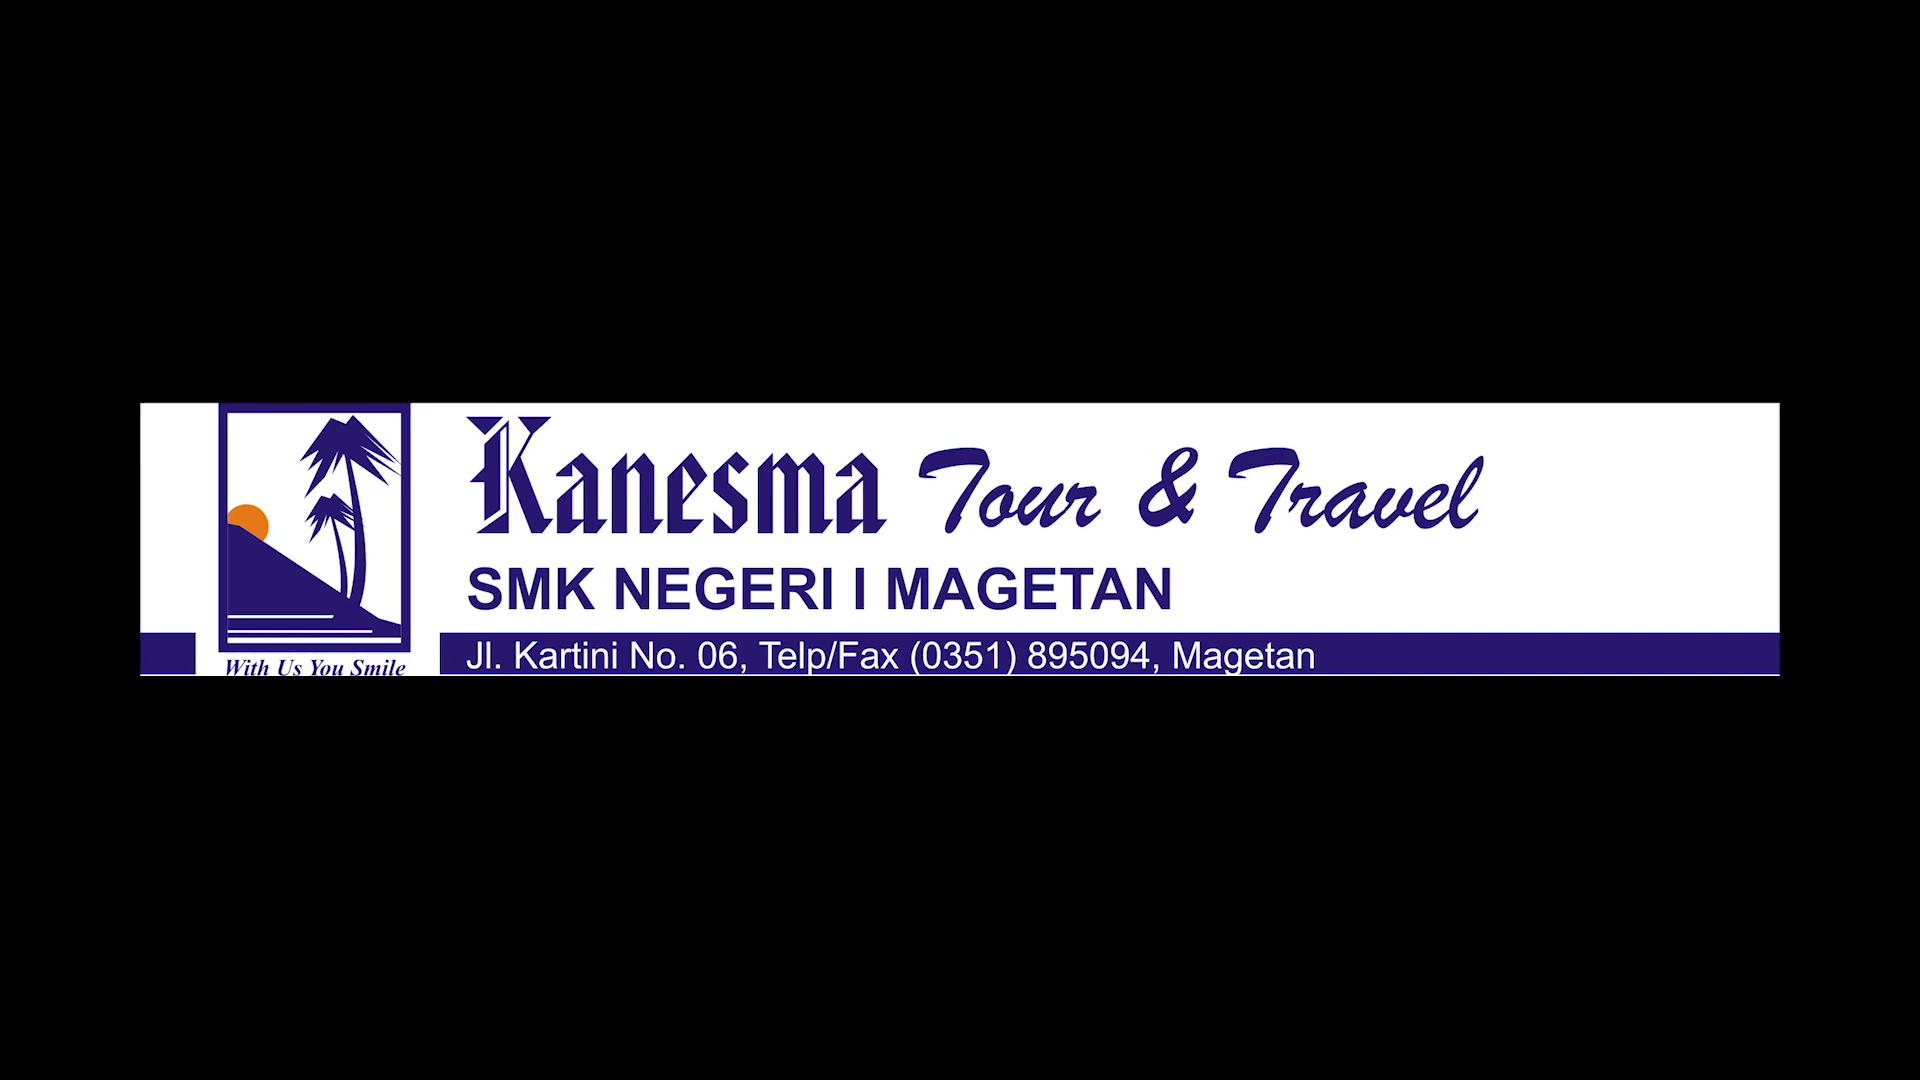 Kanesma Tour & Travel
SMK NEGERI I MAGETAN
Jl. Kartini No. 06, Telp/Fax (0351) 895094, Magetan
With Us You Smile